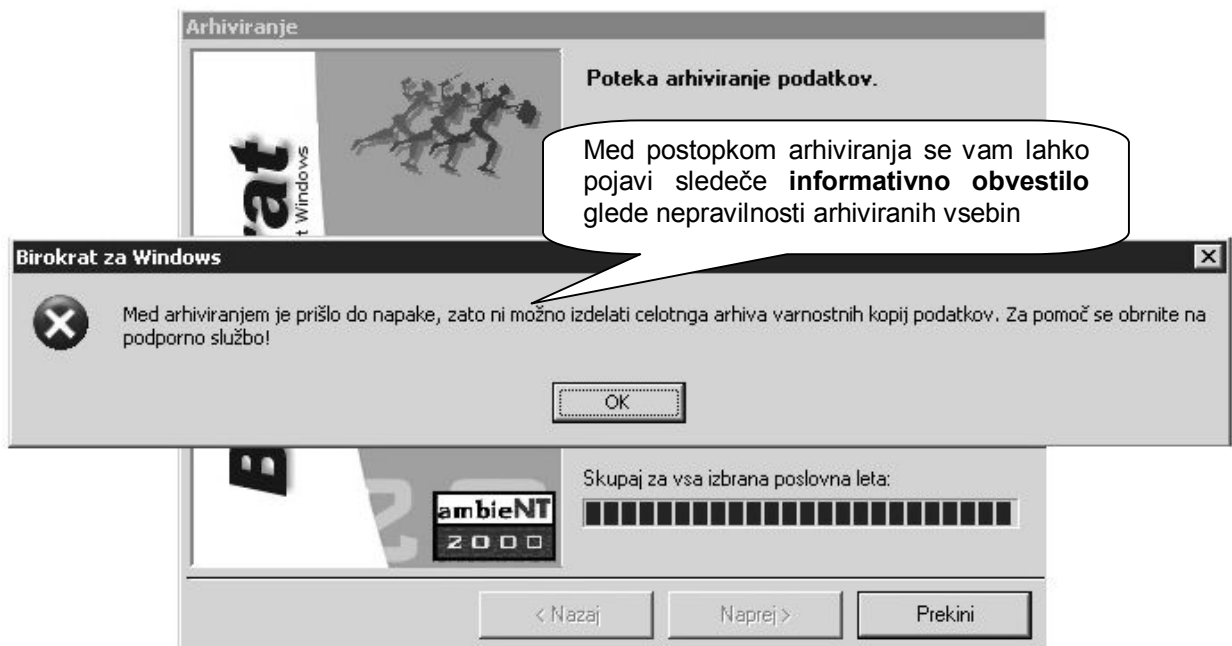 Arhiviranje
Poteka arhiviranje podatkov.
Med postopkom arhiviranja se vam lahko
pojavi sledeče informativno obvestilo
glede nepravilnosti arhiviranih vsebin
Windows
Birokrat za Windows
Med arhiviranjem je prišlo do napake, zato ni možno izdelati celotnga arhiva varnostnih kopij podatkov. Za pomoč se obrnite na
podporno službo!
OK
Skupaj za vsa izbrana poslovna leta:
ambieNT
2000
< Nazaj
Naprej >
Prekini